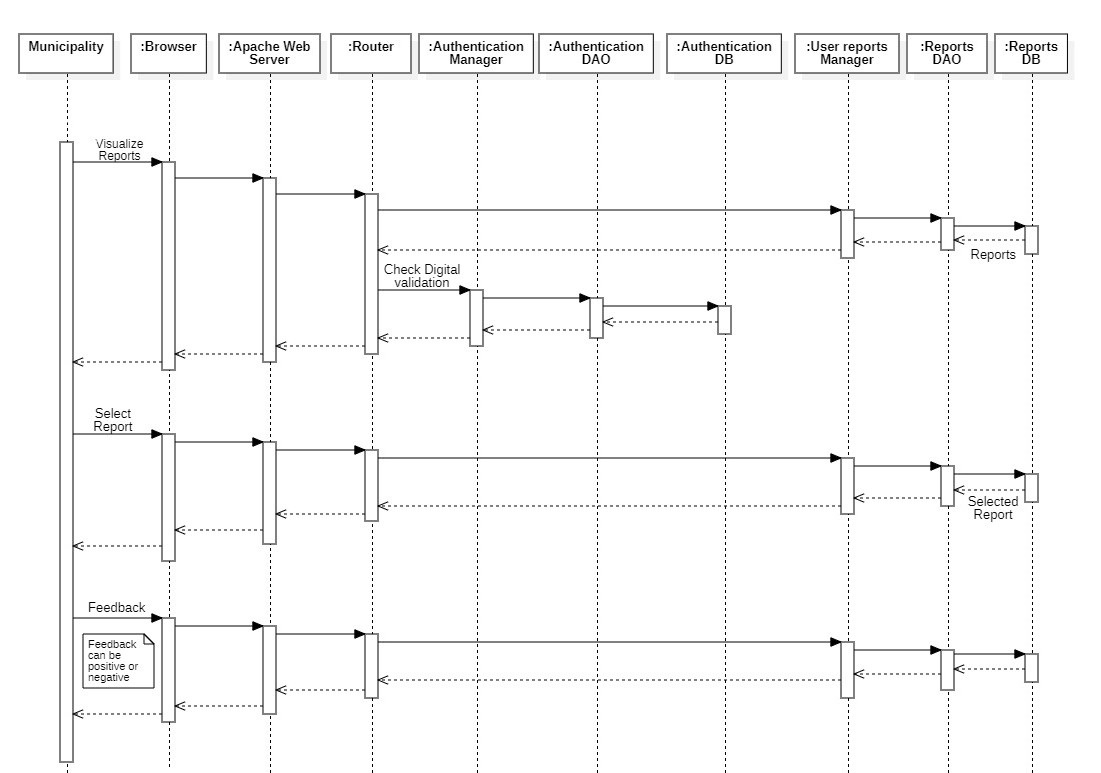 Municipality
:Browser
:Apache Web
Server
:Router
:Authentication
Manager
:Authentication
DAO
:Authentication
DB
:User reports
Manager
:Reports
DAO
:Reports
DB
Visualize
Reports
Reports
Check Digital
validation
Select
Report
Selected
Report
Feedback
Feedback
can be
positive or
negative